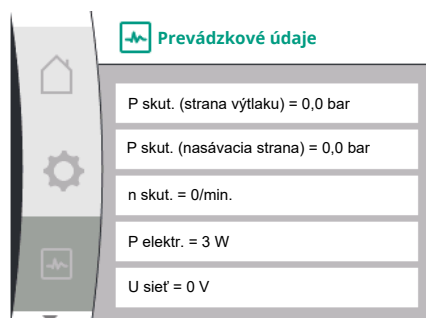 Prevádzkové údaje
P skut. (strana výtlaku) = 0,0 bar
P skut. (nasávacia strana) = 0,0 bar
n skut. = 0/min.
P elektr. = 3 W
U sieť = 0 V